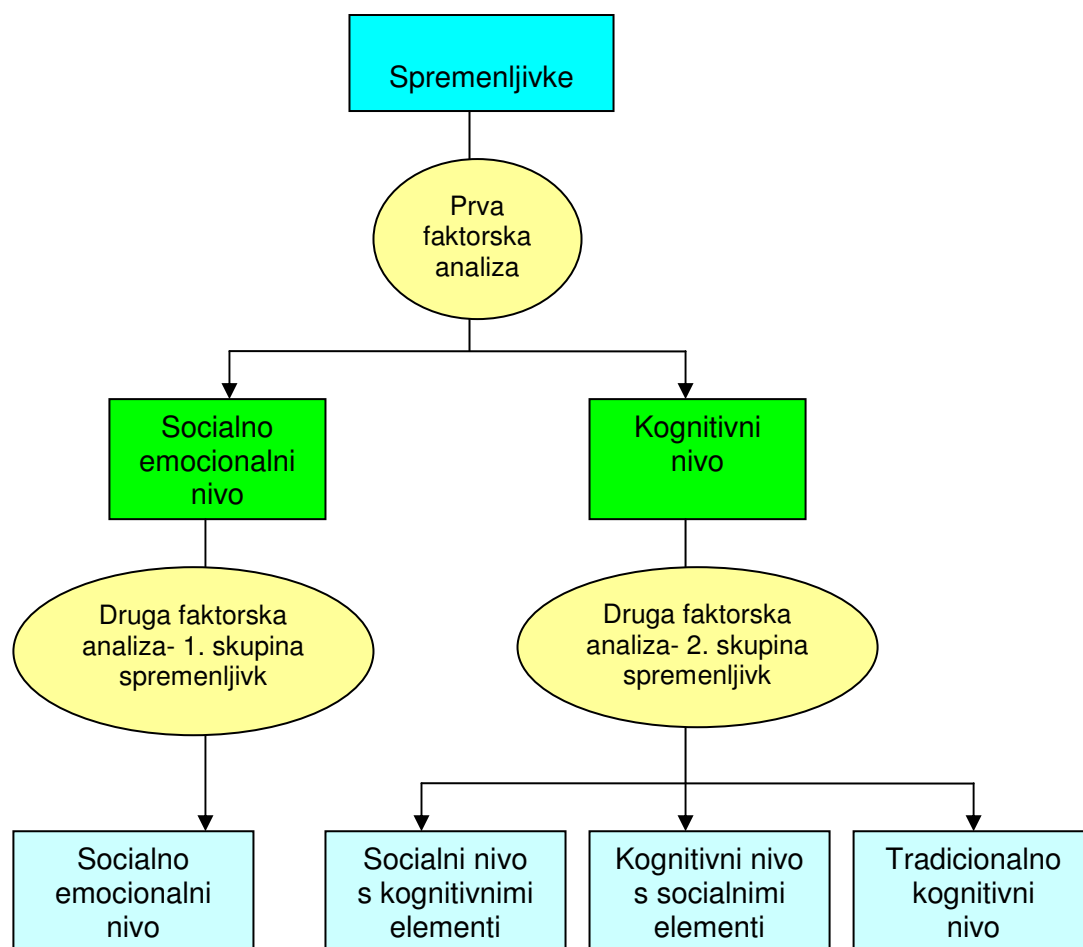 Spremenljivke
Prva
faktorska
analiza
Socialno
emocionalni
nivo
Kognitivni
nivo
Druga faktorska
analiza- 1. skupina
spremenljivk
Druga faktorska
analiza- 2. skupina
spremenljivk
Socialno
emocionalni
nivo
Socialni nivo
s kognitivnimi
elementi
Kognitivni nivo
s socialnimi
elementi
Tradicionalno
kognitivni
nivo